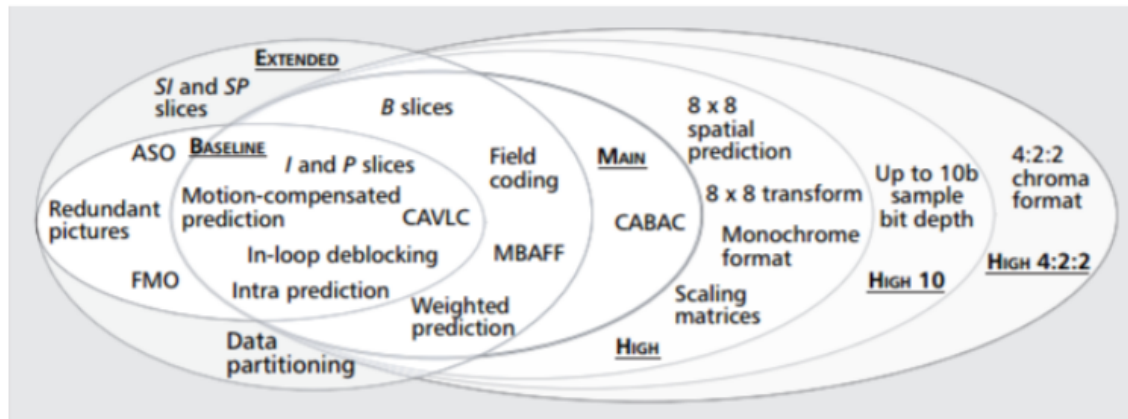 EXTENDED
SI and SP
slices
B slices
8 x 8
spatial
prediction
ASO
BASELINE
I and P slices
Field
coding
MAIN
4:2:2
chroma
format
Up to 10b
sample
bit depth
Redundant
pictures
Motion-compensated
prediction
CAVLC
CABAC
8 x 8 transform
Monochrome
format
In-loop deblocking
MBAFF
HIGH 4:2:2
FMO
Intra prediction
HIGH 10
Weighted
prediction
Scaling
matrices
Data
partitioning
HIGH